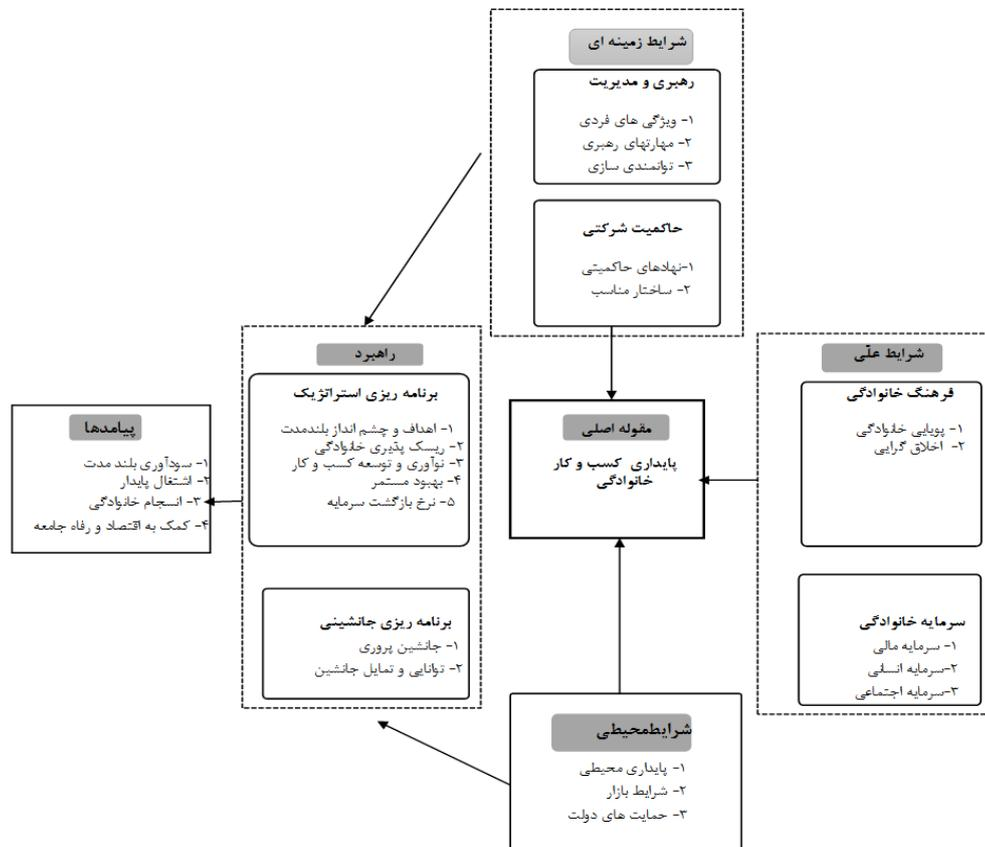 شرایط زمینه ای
رهبری و مدیریت
۱- ویژگی های فردی
۲- مهارتهای رهبری
۳- توانمندی سازی
حاکمیت شرکتی
۱-نهادهای حاکمیتی
۲- ساختار مناسب
شرایط علّی
فرهنگ خانوادگی
۱- پویایی خانوادگی
۲- اخلاق گرایی
سرمایه خانوادگی
۱- سرمایه مالی
۲-سرمایه انسانی
۳-سرمایه اجتماعی
مقوله اصلی
پایداری کسب و کار
خانوادگی
شرایطمحیطی
۱- پایداری محیطی
۲- شرایط بازار
۳- حمایت های دولت
راهبرد
برنامه ریزی استراتژیک
۱- اهداف و چشم انداز بلندمدت
۲- ریسک پذیری خانوادگی
۳- نوآوری و توسعه کسب و کار
۴- بهبود مستمر
۵- نرخ بازگشت سرمایه
برنامه ریزی جانشینی
۱- جانشین پروری
۲- توانایی و تمایل جانشین
پیامدها
۱- سودآوری بلند مدت
۲- اشتغال پایدار
۳- انسجام خانوادگی
۴- کمک به اقتصاد و رفاه جامعه